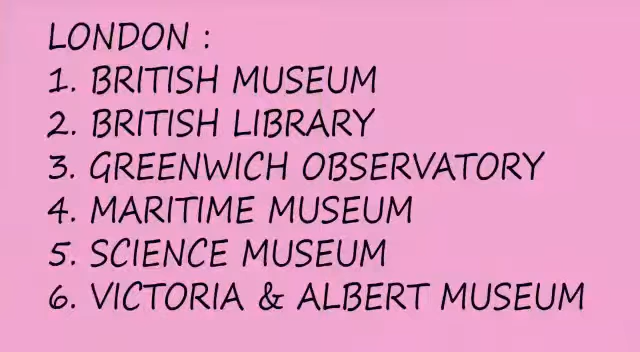 LONDON :
1. BRITISH MUSEUM
2. BRITISH LIBRARY
3. GREENWICH OBSERVATORY
4. MARITIME MUSEUM
5. SCIENCE MUSEUM
6. VICTORIA & ALBERT MUSEUM